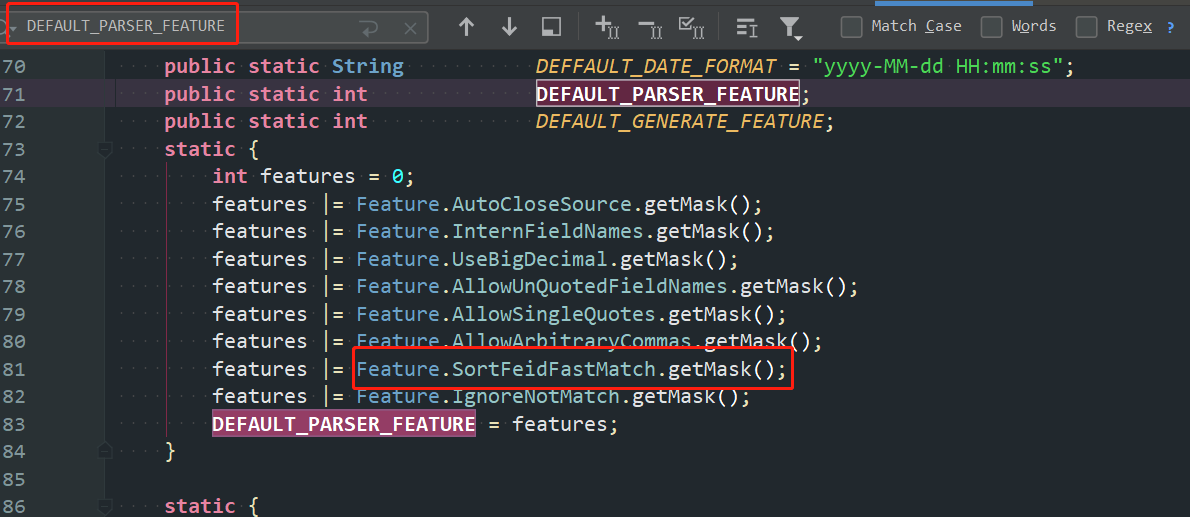 DEFAULT_PARSER_FEATURE Match Case Words Regex ?
70 public static String DEFFAULT_DATE_FORMAT = "yyyy-MM-dd HH:mm:ss";
71 public static int DEFAULT_PARSER_FEATURE;
72 public static int DEFAULT_GENERATE_FEATURE;
73 static {
74 int features = 0;
75 features |= Feature.AutoCloseSource.getMask();
76 features |= Feature.InternFieldNames.getMask();
77 features |= Feature.UseBigDecimal.getMask();
78 features |= Feature.AllowUnQuotedFieldNames.getMask();
79 features |= Feature.AllowSingleQuotes.getMask();
80 features |= Feature.AllowArbitraryCommas.getMask();
81 features |= Feature.SortFeidFastMatch.getMask();
82 features |= Feature.IgnoreNotMatch.getMask();
83 DEFAULT_PARSER_FEATURE = features;
84 }
85
86 static {